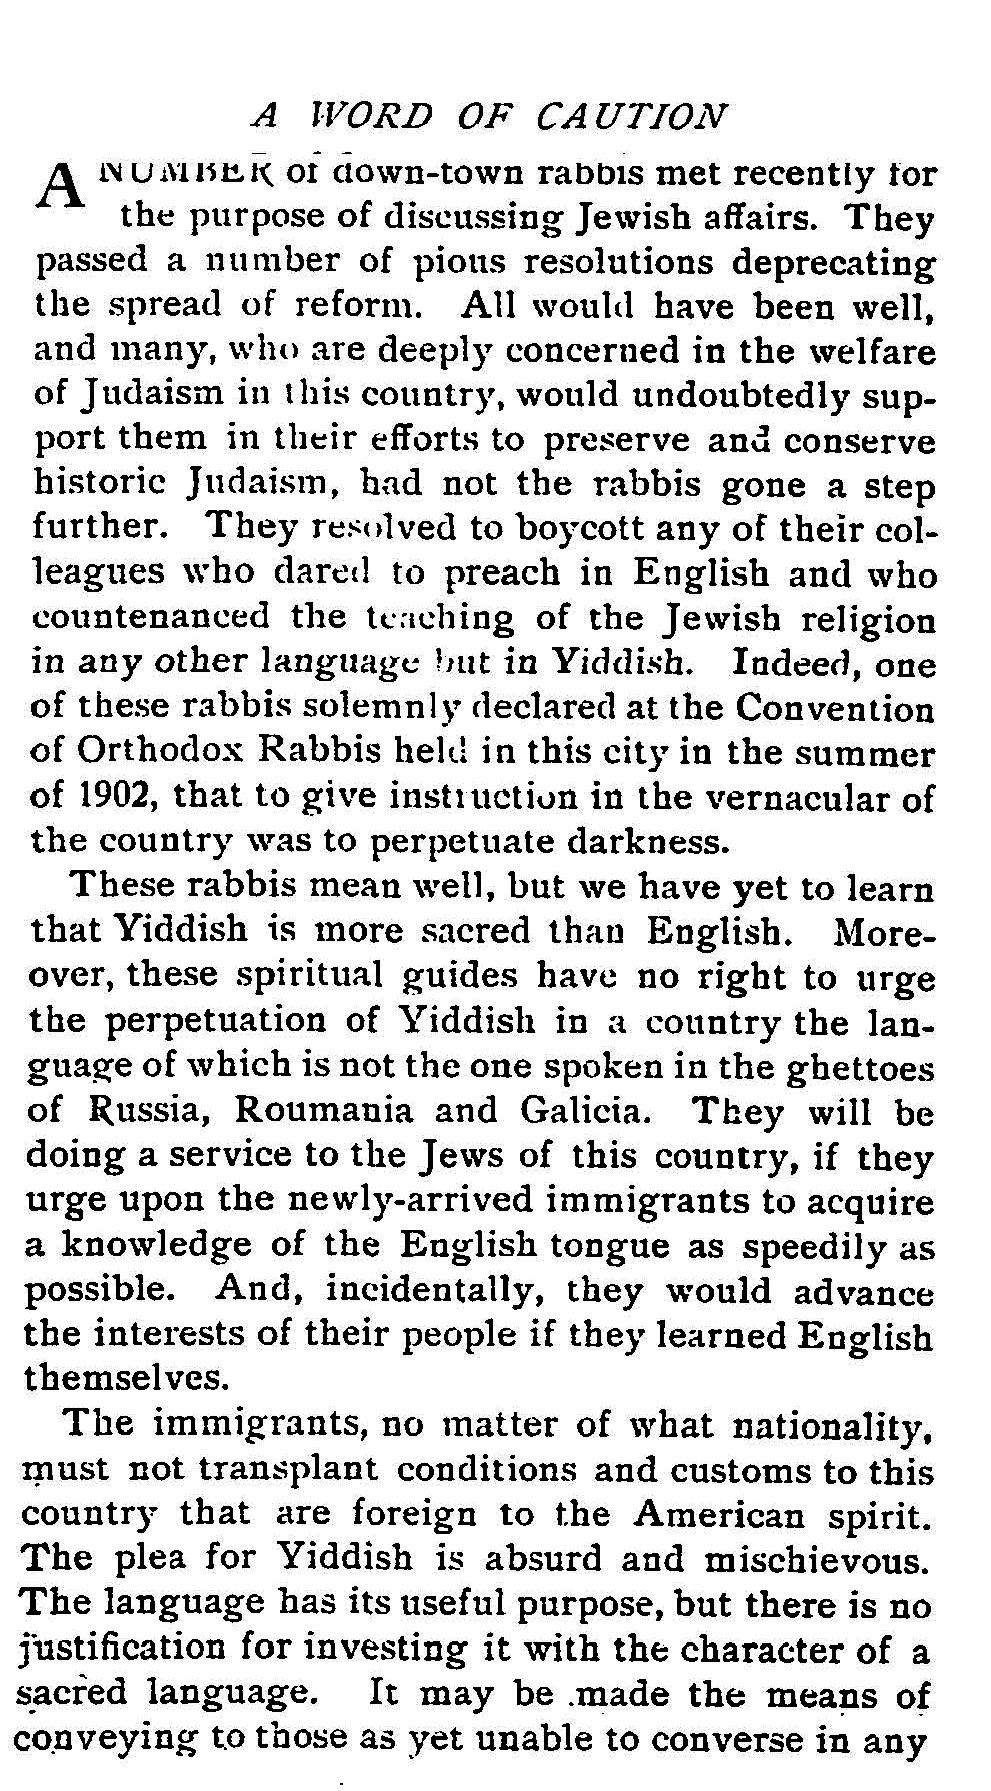 A WORD OF CAUTION
A NUMBER of down-town rabbis met recently for
the purpose of discussing Jewish affairs. They
passed a number of pious resolutions deprecating
the spread of reform. All would have been well,
and many, who are deeply concerned in the welfare
of Judaism in this country, would undoubtedly sup-
port them in their efforts to preserve and conserve
historic Judaism, had not the rabbis gone a step
further. They resolved to boycott any of their col-
leagues who dared to preach in English and who
countenanced the teaching of the Jewish religion
in any other language but in Yiddish. Indeed, one
of these rabbis solemnly declared at the Convention
of Orthodox Rabbis held in this city in the summer
of 1902, that to give instruction in the vernacular of
the country was to perpetuate darkness.
These rabbis mean well, but we have yet to learn
that Yiddish is more sacred than English. More-
over, these spiritual guides have no right to urge
the perpetuation of Yiddish in a country the lan-
guage of which is not the one spoken in the ghettoes
of Russia, Roumania and Galicia. They will be
doing a service to the Jews of this country, if they
urge upon the newly-arrived immigrants to acquire
a knowledge of the English tongue as speedily as
possible. And, incidentally, they would advance
the interests of their people if they learned English
themselves.
The immigrants, no matter of what nationality,
must not transplant conditions and customs to this
country that are foreign to the American spirit.
The plea for Yiddish is absurd and mischievous.
The language has its useful purpose, but there is no
justification for investing it with the character of a
sacred language. It may be made the means of
conveying to those as yet unable to converse in any